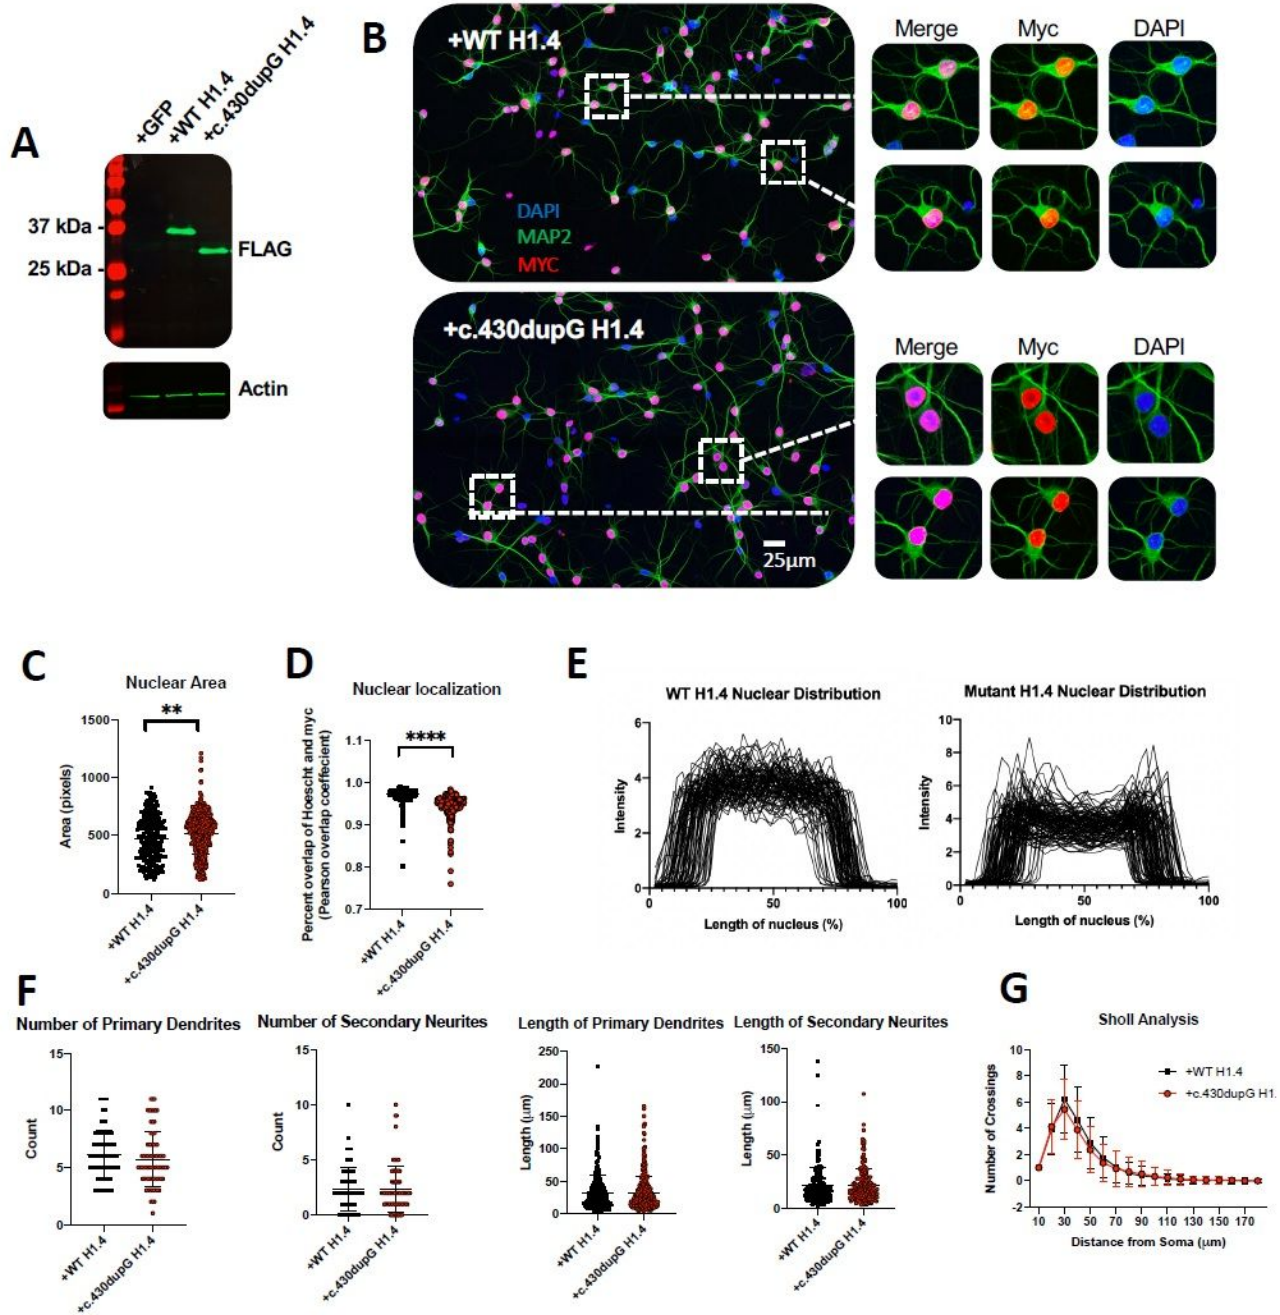 A
+GFP
+WT H1.4
+c.430dupG H1.4
37 kDa
25 kDa
FLAG
Actin
B
+WT H1.4
DAPI
MAP2
MYC
Merge Myc DAPI
+c.430dupG H1.4
25µm
Merge Myc DAPI
C
Nuclear Area
**
1500
1000
500
0
Area (pixels)
+WT H1.4
+c.430dupG H1.4
D
Nuclear localization
****
1.1
1.0
0.9
0.8
0.7
Percent overlap of Hoescht and myc
(Pearson overlap coeffecient)
+WT H1.4
+c.430dupG H1.4
E
WT H1.4 Nuclear Distribution
6
4
2
0
Intensity
0 50 100
Length of nucleus (%)
Mutant H1.4 Nuclear Distribution
10
8
6
4
2
0
Intensity
0 50 100
Length of nucleus (%)
F
Number of Primary Dendrites
15
10
5
0
Count
+WT H1.4
+c.430dupG H1.4
Number of Secondary Neurites
15
10
5
0
Count
+WT H1.4
+c.430dupG H1.4
Length of Primary Dendrites
250
200
150
100
50
0
Length (µm)
+WT H1.4
+c.430dupG H1.4
Length of Secondary Neurites
150
100
50
0
Length (µm)
+WT H1.4
+c.430dupG H1.4
G
Sholl Analysis
10
8
6
4
2
0
-2
Number of Crossings
+WT H1.4
+c.430dupG H1.
10 30 50 70 90 110 130 150 170
Distance from Soma (µm)